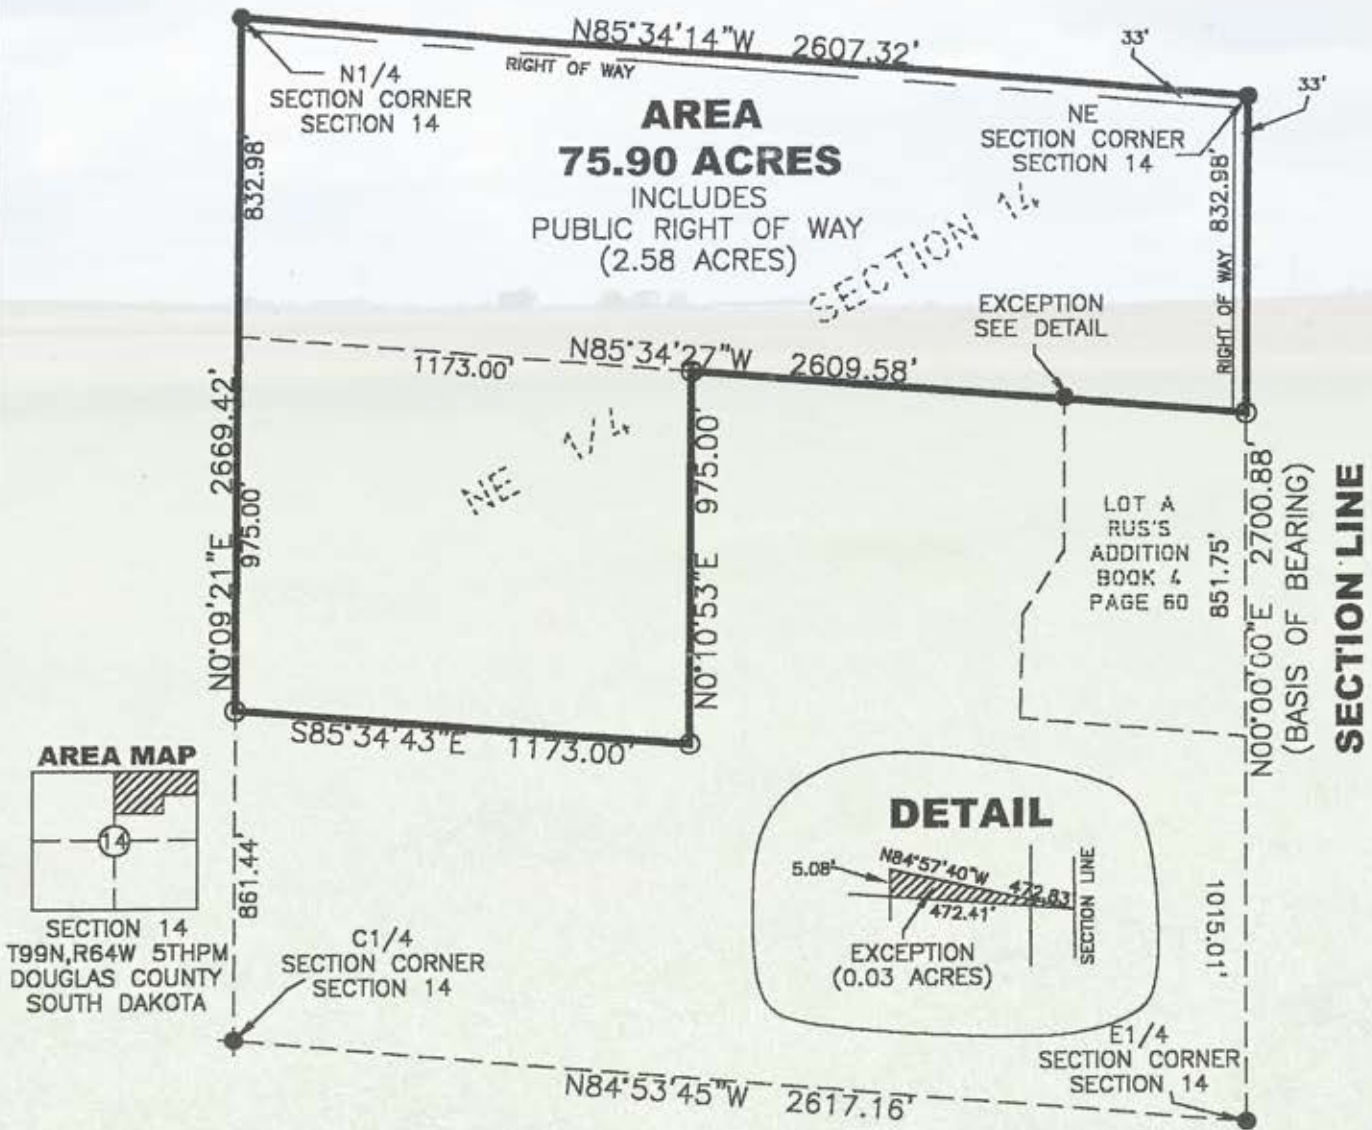 N85°34'14"W 2607.32'
RIGHT OF WAY
33'
33'
N1/4
SECTION CORNER
SECTION 14
AREA
75.90 ACRES
INCLUDES
PUBLIC RIGHT OF WAY
(2.58 ACRES)
NE
SECTION CORNER
SECTION 14
832.98'
RIGHT OF WAY 832.98'
SECTION 14
EXCEPTION
SEE DETAIL
1173.00'
N85°34'27"W 2609.58'
NE 1/4
N0°09'21"E 2669.42'
975.00'
N0°10'53"E 975.00'
LOT A
RUS'S
ADDITION
BOOK 4
PAGE 60
851.75'
N00°00'00"E 2700.88'
(BASIS OF BEARING)
SECTION LINE
S85°34'43"E 1173.00'
AREA MAP
14
SECTION 14
T99N,R64W 5THPM
DOUGLAS COUNTY
SOUTH DAKOTA
861.44'
C1/4
SECTION CORNER
SECTION 14
DETAIL
5.08'
N84°57'40"W
472.83'
472.41'
EXCEPTION
(0.03 ACRES)
SECTION LINE
1015.01'
E1/4
SECTION CORNER
SECTION 14
N84°53'45"W 2617.16'